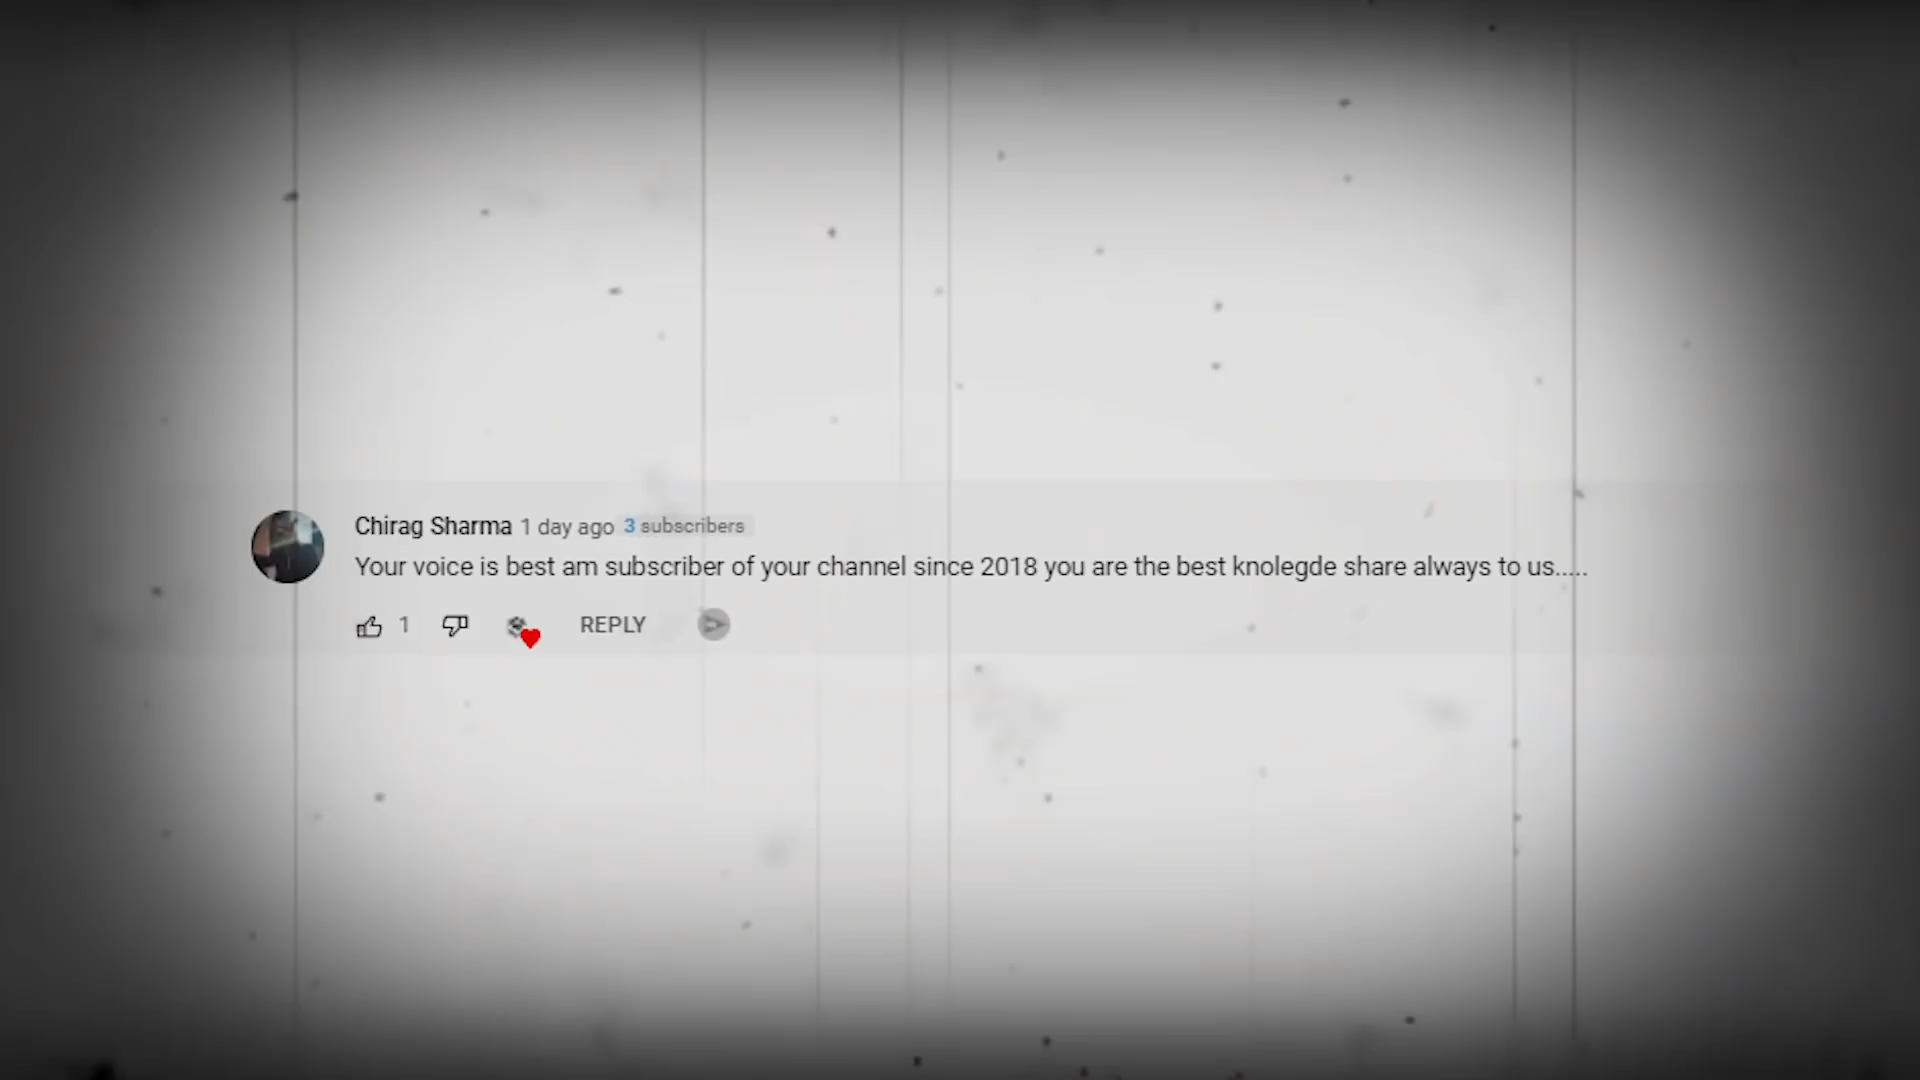 Chirag Sharma 1 day ago 3 subscribers
Your voice is best am subscriber of your channel since 2018 you are the best knolegde share always to us.....
1 REPLY